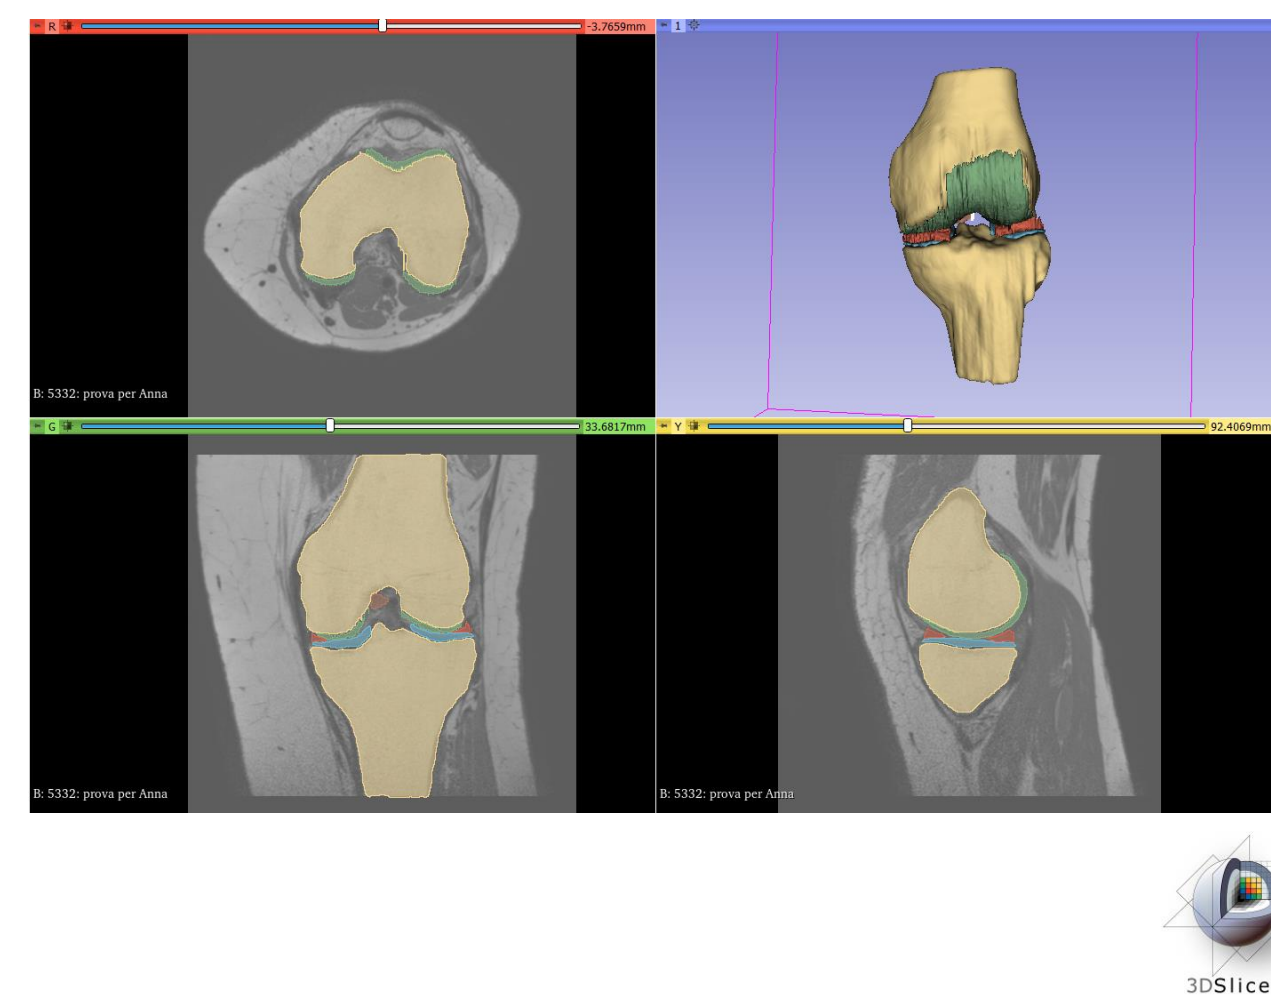 R -3.7659mm
1
B: 5332: prova per Anna
G 33.6817mm
Y 92.4069mm
B: 5332: prova per Anna
B: 5332: prova per Anna
3DSlice